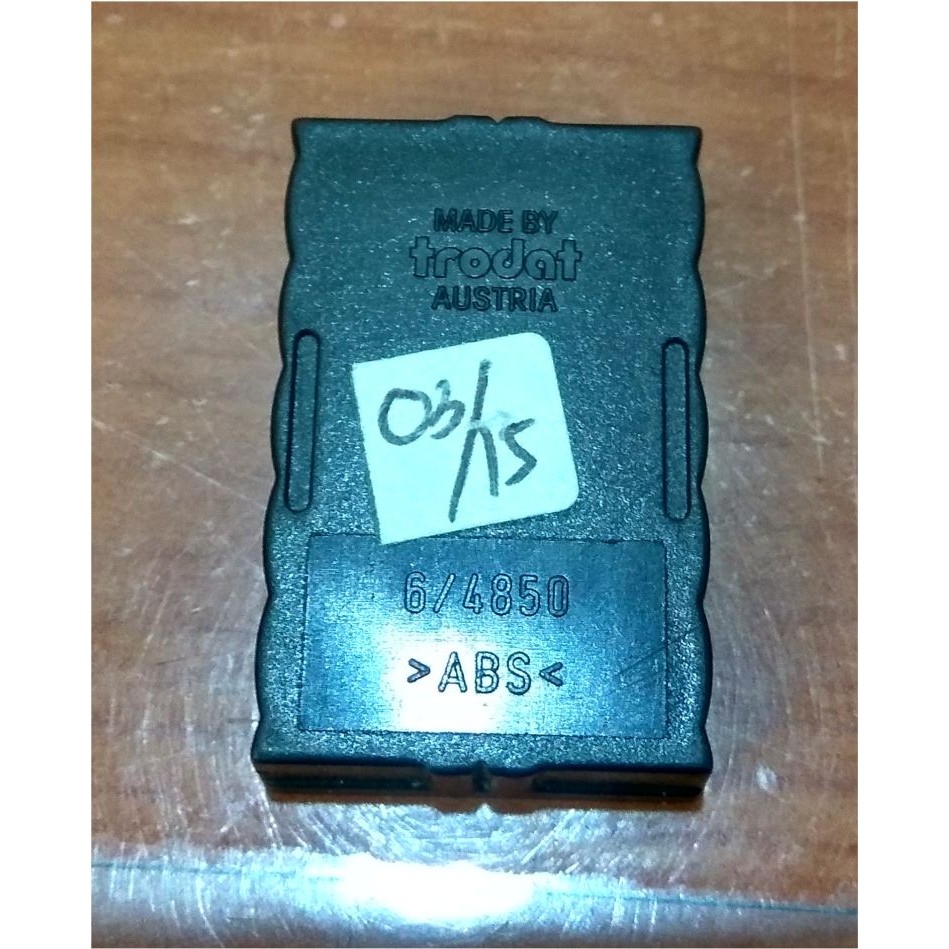 MADE BY
trodat
AUSTRIA
03/
/15
6/4850
>ABS<